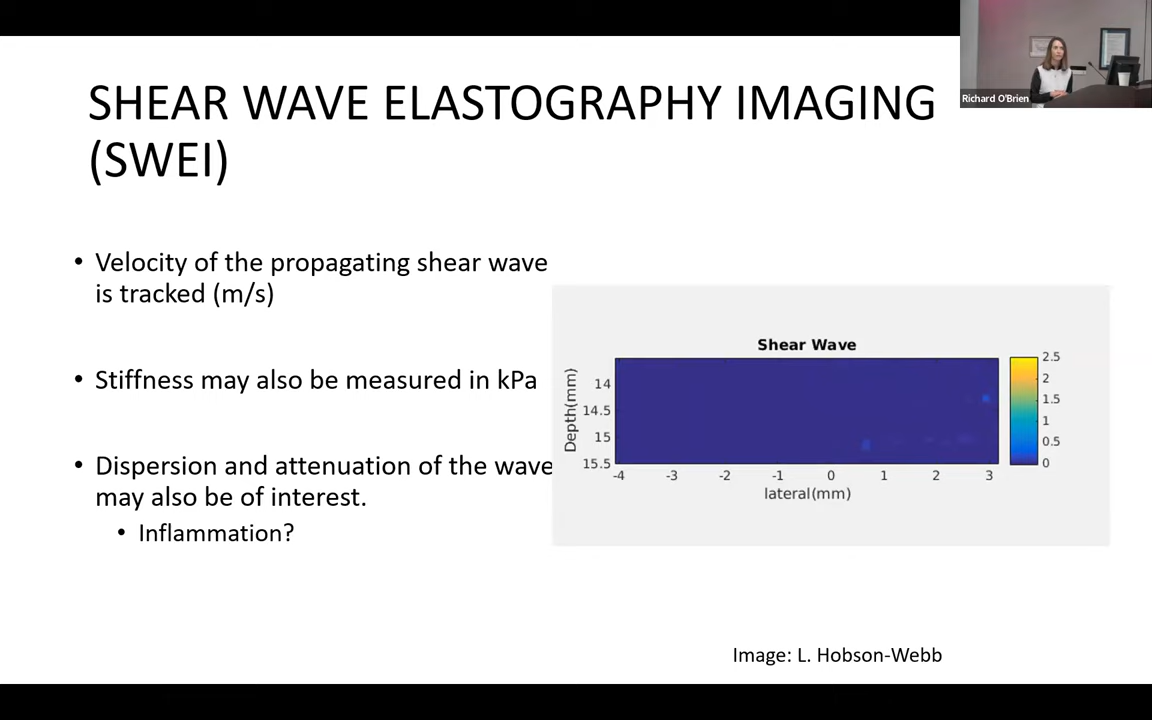 SHEAR WAVE ELASTOGRAPHY IMAGING
(SWEI)
Richard O'Brien
• Velocity of the propagating shear wave
is tracked (m/s)
• Stiffness may also be measured in kPa
• Dispersion and attenuation of the wave
may also be of interest.
• Inflammation?
Shear Wave
Depth(mm)
14
14.5
15
15.5
-4 -3 -2 -1 0 1 2 3
lateral(mm)
2.5
2
1.5
1
0.5
0
Image: L. Hobson-Webb